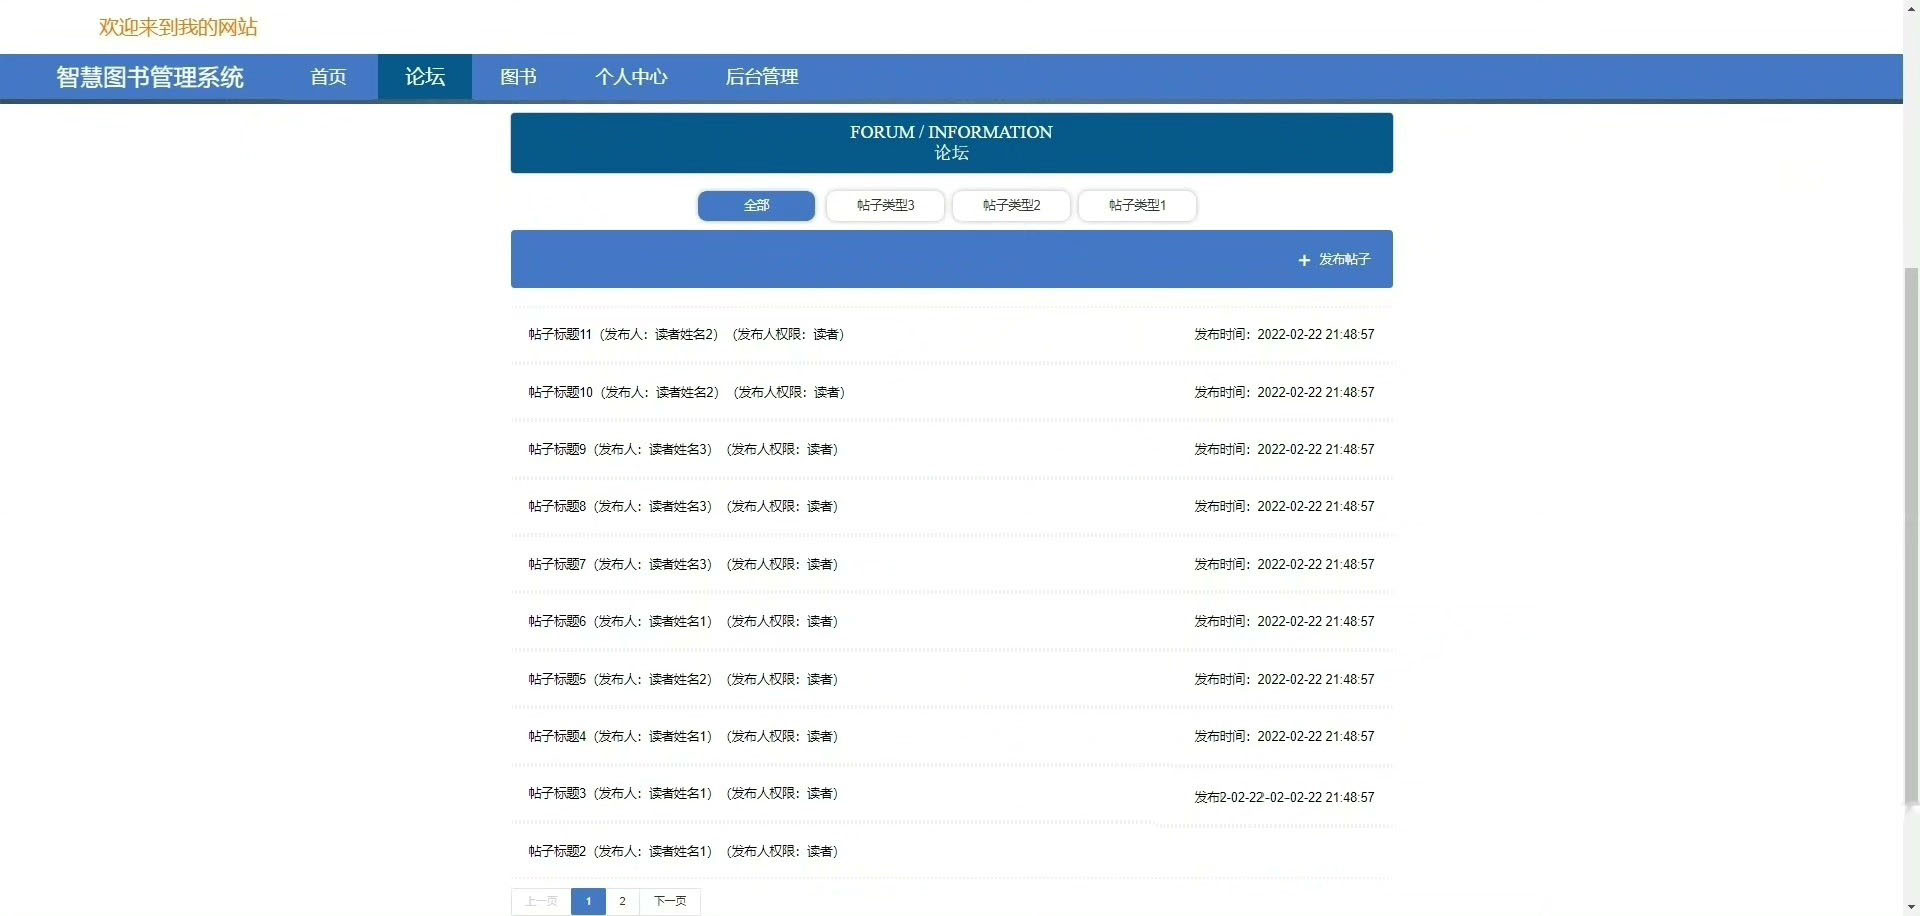 欢迎来到我的网站
智慧图书管理系统 首页 论坛 图书 个人中心 后台管理
FORUM / INFORMATION
论坛
全部 帖子类型3 帖子类型2 帖子类型1
+ 发布帖子
帖子标题11（发布人：读者姓名2）（发布人权限：读者） 发布时间：2022-02-22 21:48:57
帖子标题10（发布人：读者姓名2）（发布人权限：读者） 发布时间：2022-02-22 21:48:57
帖子标题9（发布人：读者姓名3）（发布人权限：读者） 发布时间：2022-02-22 21:48:57
帖子标题8（发布人：读者姓名3）（发布人权限：读者） 发布时间：2022-02-22 21:48:57
帖子标题7（发布人：读者姓名3）（发布人权限：读者） 发布时间：2022-02-22 21:48:57
帖子标题6（发布人：读者姓名1）（发布人权限：读者） 发布时间：2022-02-22 21:48:57
帖子标题5（发布人：读者姓名2）（发布人权限：读者） 发布时间：2022-02-22 21:48:57
帖子标题4（发布人：读者姓名1）（发布人权限：读者） 发布时间：2022-02-22 21:48:57
帖子标题3（发布人：读者姓名1）（发布人权限：读者） 发布2-02-22 21:48:57
帖子标题2（发布人：读者姓名1）（发布人权限：读者）
上一页 1 2 下一页